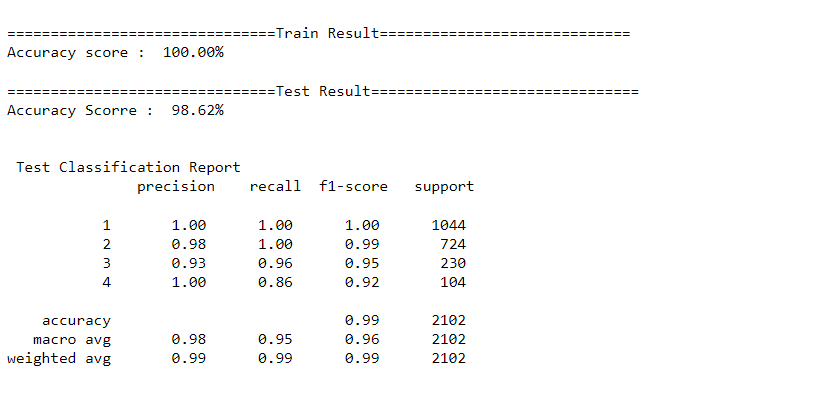 ===============================Train Result=============================
Accuracy score :  100.00%
===============================Test Result===============================
Accuracy Scorre :  98.62%
Test Classification Report
precision    recall  f1-score   support
1       1.00      1.00      1.00      1044
2       0.98      1.00      0.99       724
3       0.93      0.96      0.95       230
4       1.00      0.86      0.92       104
accuracy                           0.99      2102
macro avg       0.98      0.95      0.96      2102
weighted avg       0.99      0.99      0.99      2102